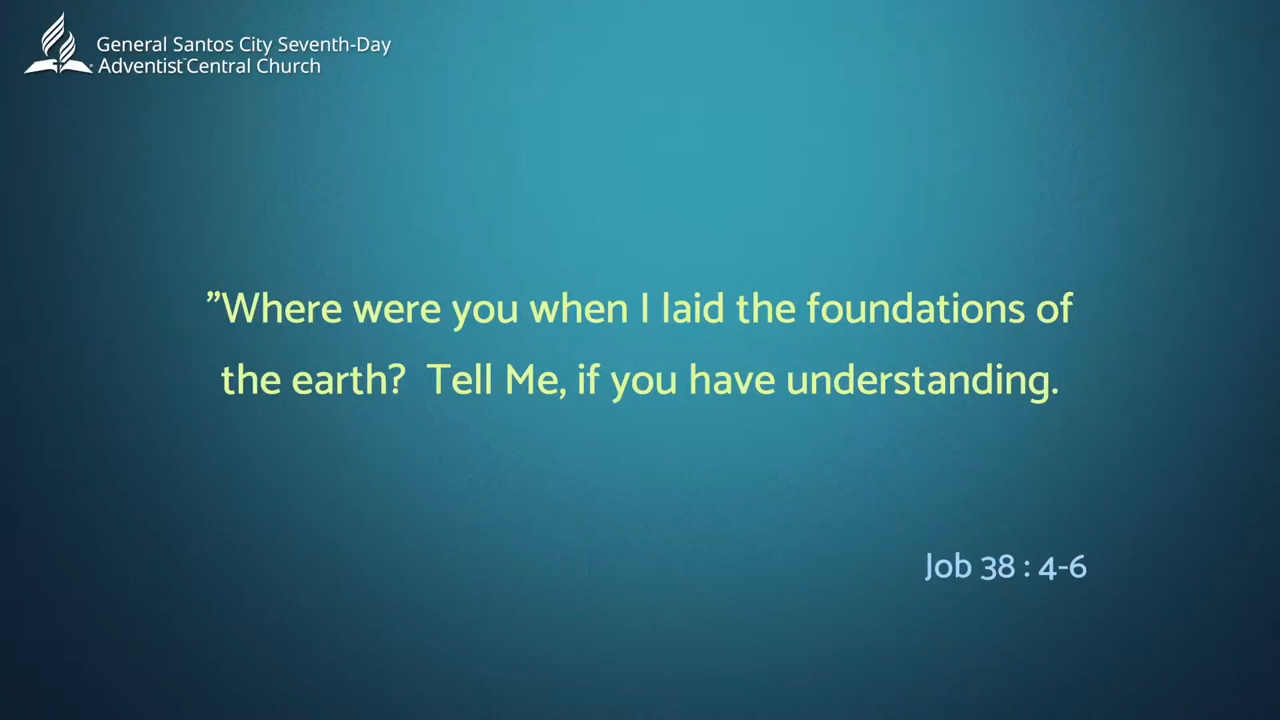 General Santos City Seventh-Day
Adventist Central Church
”Where were you when I laid the foundations of
the earth?  Tell Me, if you have understanding.
Job 38 : 4-6